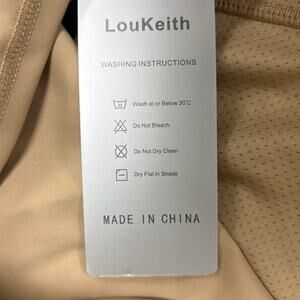 LouKeith
WASHING INSTRUCTIONS
30
Wash at or Below 30°C
Do Not Bleach
Do Not Dry Clean
Dry Flat in Shade
MADE IN CHINA